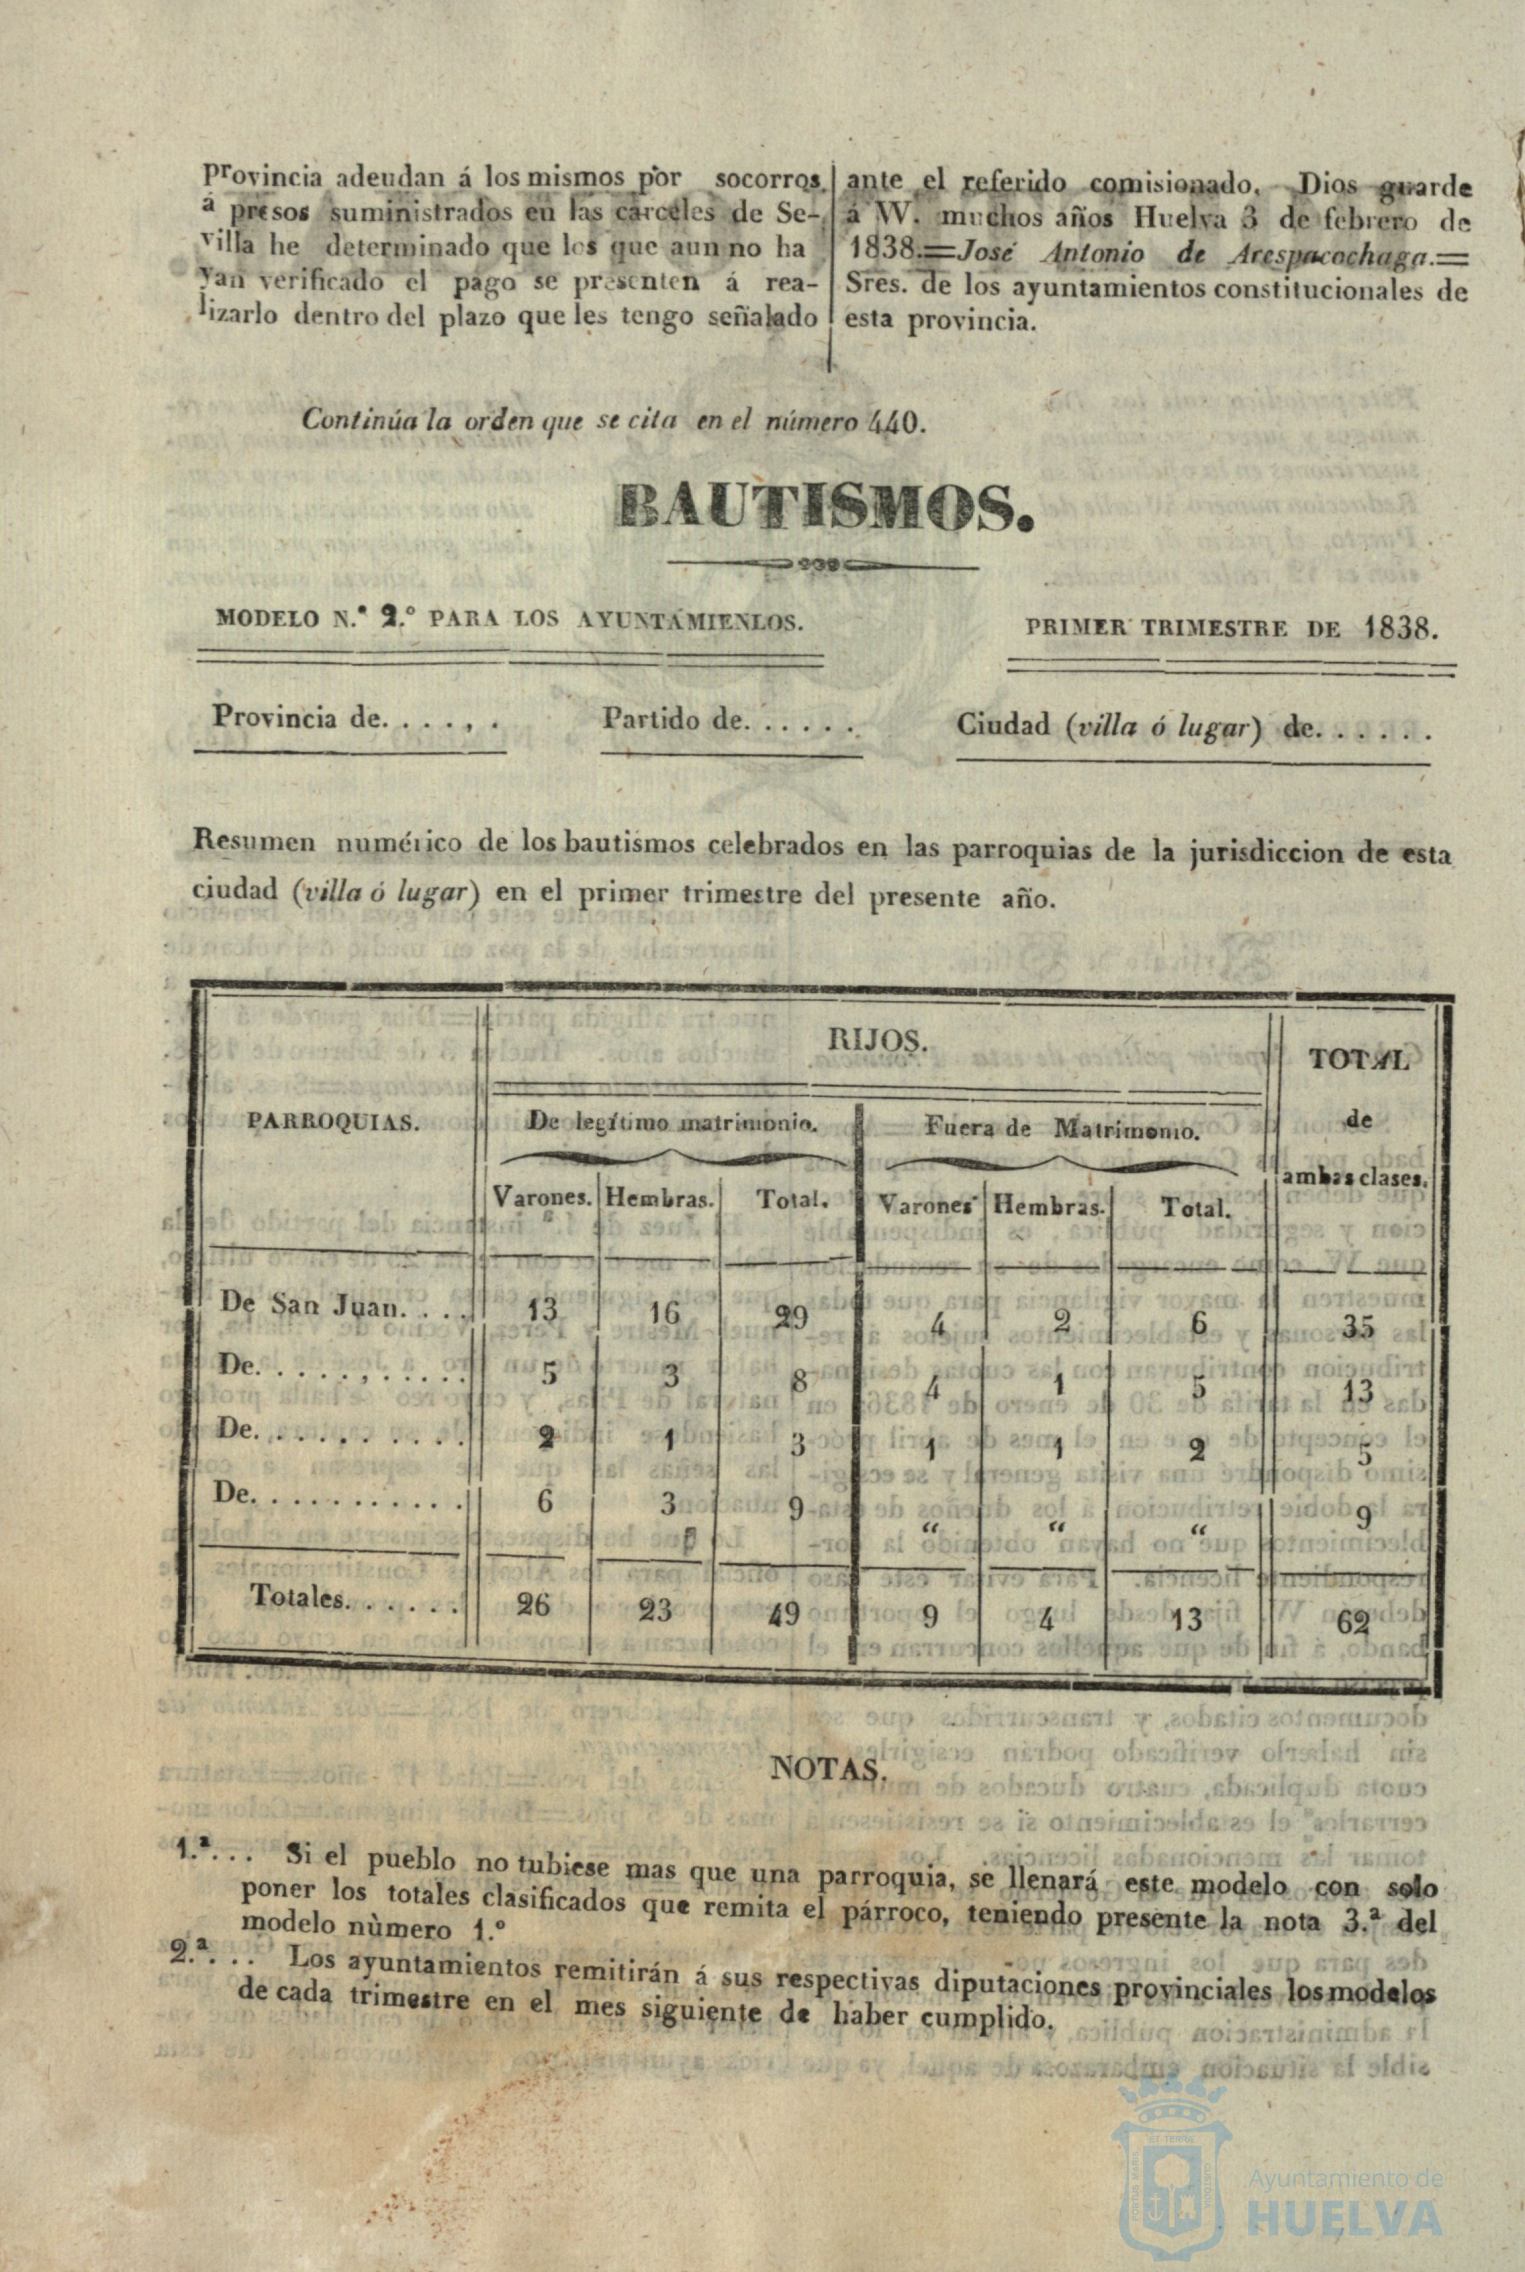 Provincia adeudan á los mismos por socorros
á presos suministrados en las carceles de Se-
villa he determinado que los que aun no ha
yan verificado el pago se presenten á rea-
lizarlo dentro del plazo que les tengo señalado
ante el referido comisionado. Dios guarde
á VV. muchos años Huelva 3 de febrero de
1838.=José Antonio de Arespacochaga.=
Sres. de los ayuntamientos constitucionales de
esta provincia.
Continúa la orden que se cita en el número 440.
BAUTISMOS.
MODELO N.º 2.º PARA LOS AYUNTAMIENLOS.
PRIMER TRIMESTRE DE 1838.
Provincia de. . . . , .
Partido de. . . . . .
Ciudad (villa ó lugar) de. . . . . .
Resumen numérico de los bautismos celebrados en las parroquias de la jurisdiccion de esta
ciudad (villa ó lugar) en el primer trimestre del presente año.
PARROQUIAS.
RIJOS.
TOTAL
de
ambas clases.
De legítimo matrimonio.
Fuera de Matrimonio.
Varones. Hembras. Total. Varones Hembras. Total.
De San Juan. . . . 13 16 29 4 2 6 35
De. . . . . , . . . . . 5 3 8 4 1 5 13
De. . . . . . . . . . . 2 1 3 1 1 2 5
De. . . . . . . . . . . 6 3 9 “ “ “ 9
Totales. . . . . . 26 23 49 9 4 13 62
NOTAS.
1.ª. . . Si el pueblo no tubiese mas que una parroquia, se llenará este modelo con solo
poner los totales clasificados que remita el párroco, teniendo presente la nota 3.ª del
modelo nùmero 1.º
2.ª. . . Los ayuntamientos remitirán á sus respectivas diputaciones provinciales los modelos
de cada trimestre en el mes siguiente de haber cumplido.
Ayuntamiento de
HUELVA